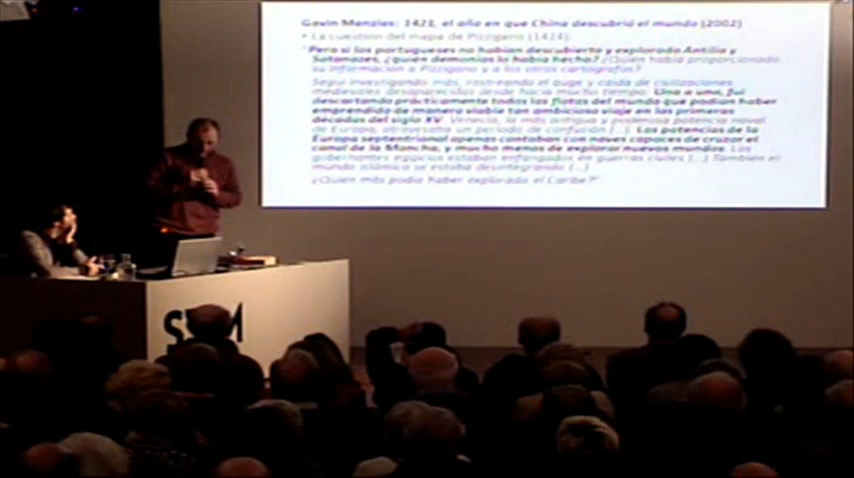 Gavin Menzies: 1421, el año en que China descubrió el mundo (2002)
• La cuestión del mapa de Pizzigano (1424):
"Pero si los portugueses no habían descubierto y explorado Antilia y
Satanazes, ¿quién demonios lo había hecho? ¿Quién había proporcionado
su información a Pizzigano y a los otros cartógrafos?
Seguí investigando más, rastreando el auge y caída de civilizaciones
medievales desaparecidas desde hacía mucho tiempo. Una a una, fui
descartando prácticamente todas las flotas del mundo que podían haber
emprendido de manera viable tan ambicioso viaje en las primeras
décadas del siglo XV. Venecia, la más antigua y poderosa potencia naval
de Europa, atravesaba un período de confusión (...). Las potencias de la
Europa septentrional apenas contaban con naves capaces de cruzar el
canal de la Mancha, y mucho menos de explorar nuevos mundos. Los
gobernantes egipcios estaban enfangados en guerras civiles (...) También el
mundo islámico se estaba desintegrando (...)
¿Quién más podía haber explorado el Caribe?"